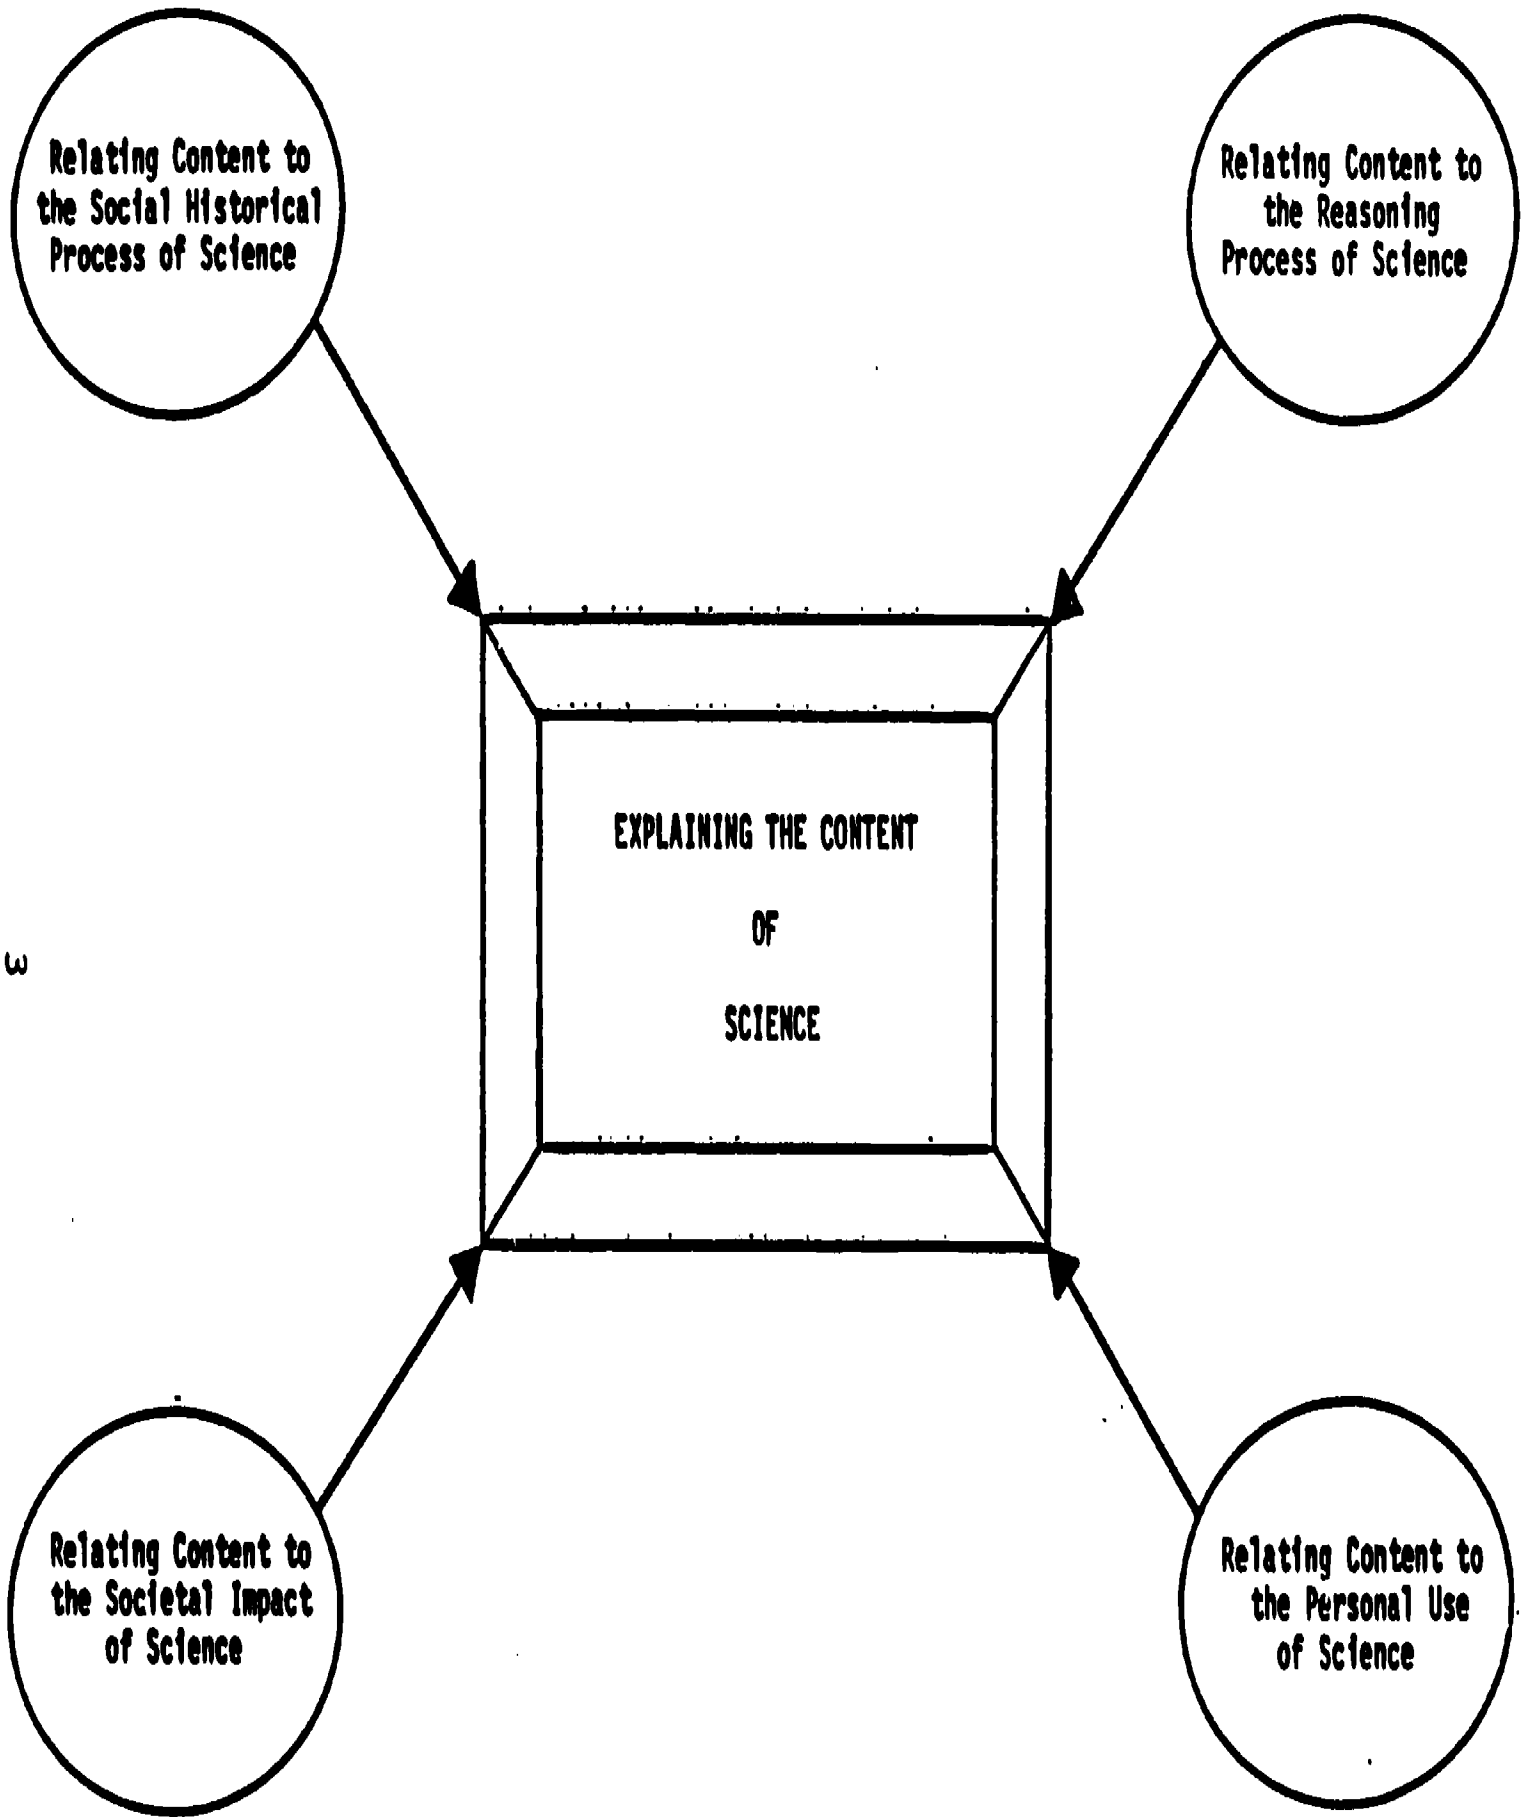 Relating Content to
the Social Historical
Process of Science
Relating Content to
the Reasoning
Process of Science
EXPLAINING THE CONTENT
OF
SCIENCE
3
Relating Content to
the Societal Impact
of Science
Relating Content to
the Personal Use
of Science